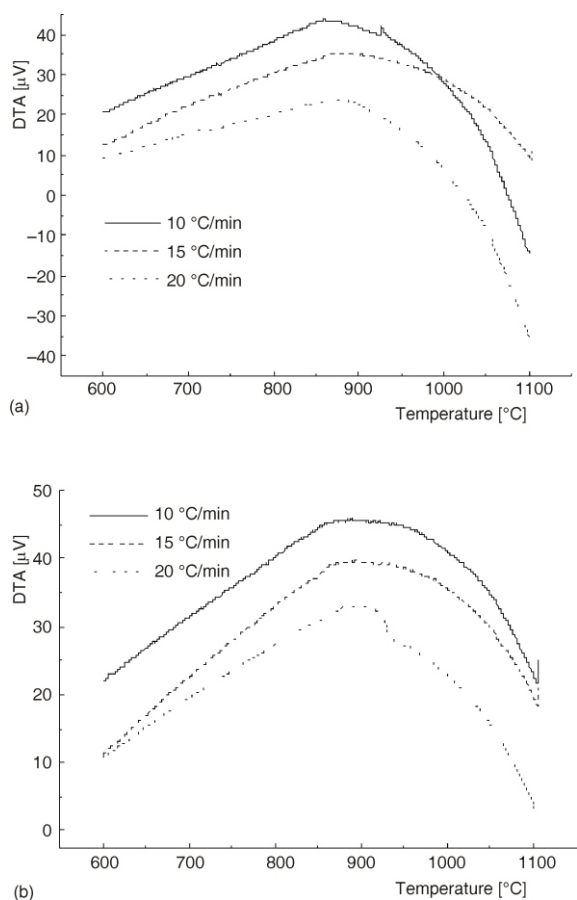 DTA [µV]
40
30
20
10
0
–10
–20
–30
–40
10 °C/min
15 °C/min
20 °C/min
600 700 800 900 1000 1100
Temperature [°C]
(a)
DTA [µV]
50
40
30
20
10
0
10 °C/min
15 °C/min
20 °C/min
600 700 800 900 1000 1100
Temperature [°C]
(b)